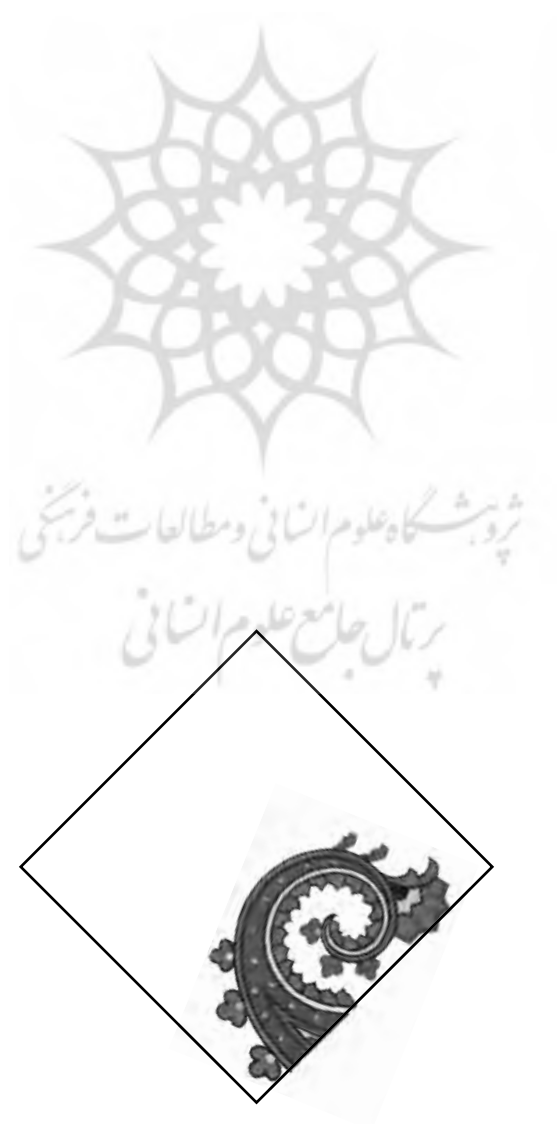 پژوهشگاه علوم انسانی و مطالعات فرهنگی
پرتال جامع علوم انسانی